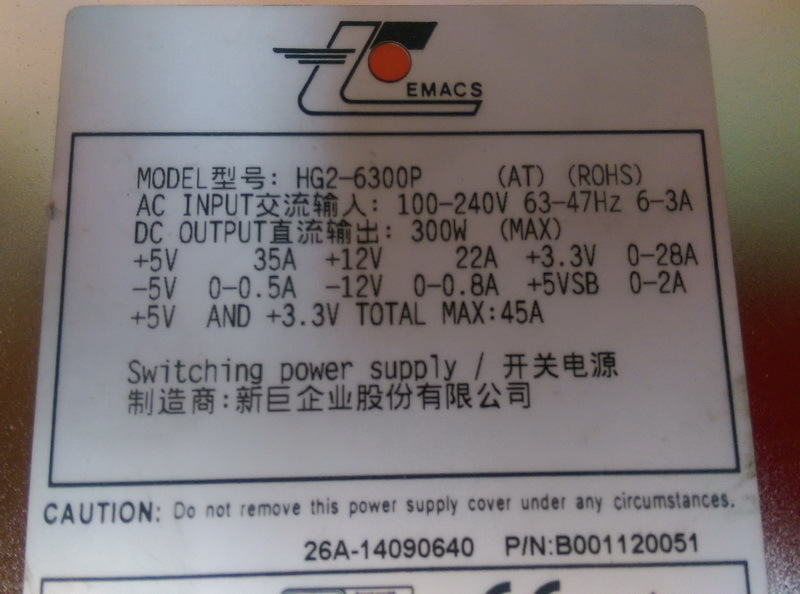 EMACS
MODEL型号: HG2-6300P (AT) (ROHS)
AC INPUT交流输入: 100-240V 63-47Hz 6-3A
DC OUTPUT直流输出: 300W (MAX)
+5V 35A +12V 22A +3.3V 0-28A
-5V 0-0.5A -12V 0-0.8A +5VSB 0-2A
+5V AND +3.3V TOTAL MAX:45A
Switching power supply / 开关电源
制造商:新巨企业股份有限公司
CAUTION: Do not remove this power supply cover under any circumstances.
26A-14090640 P/N:B001120051